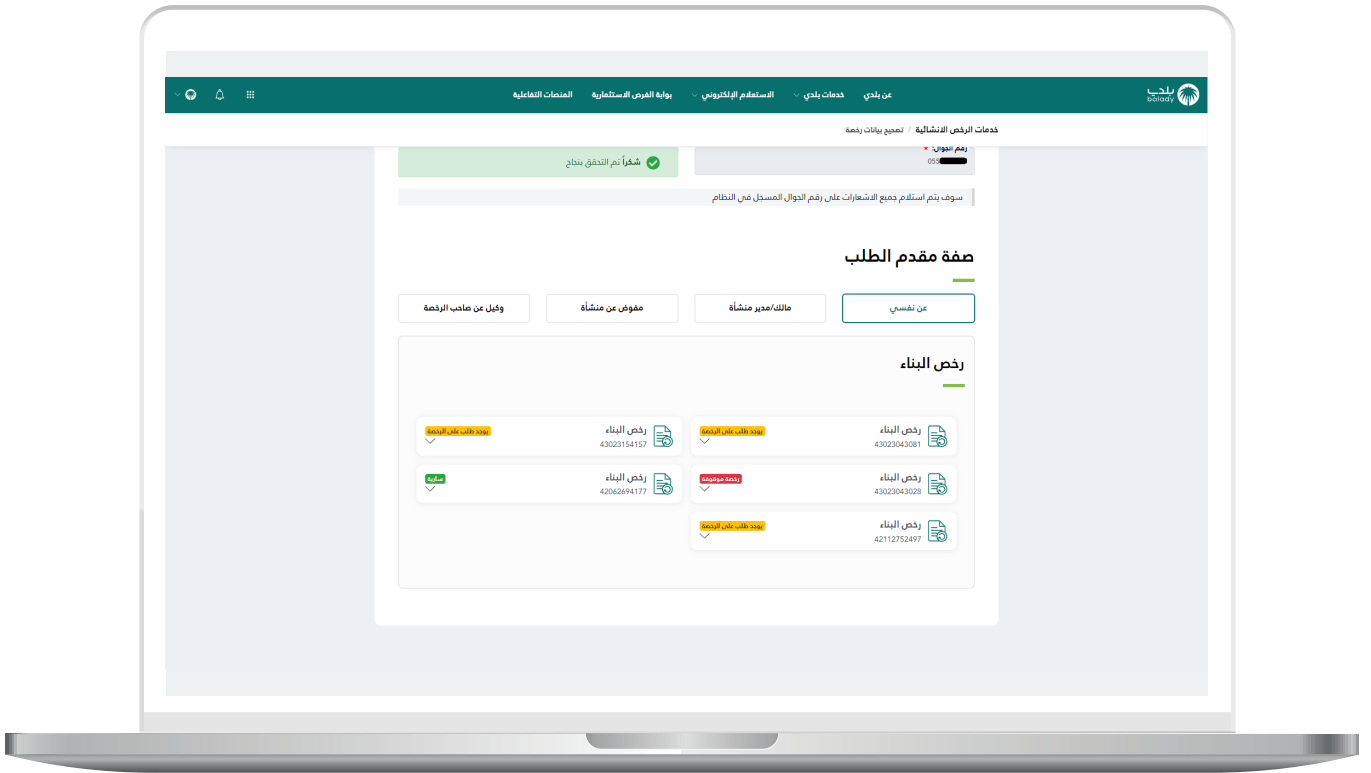 بلدي
balady
عن بلدي
خدمات بلدي
الاستعلام الإلكتروني
بوابة الفرص الاستثمارية
المنصات التفاعلية
خدمات الرخص الانشائية / تصحيح بيانات رخصة
رقم الجوال: *
055
شكراً تم التحقق بنجاح
سوف يتم استلام جميع الاشعارات على رقم الجوال المسجل في النظام
صفة مقدم الطلب
عن نفسي
مالك/مدير منشأة
مفوض عن منشأة
وكيل عن صاحب الرخصة
رخص البناء
رخص البناء
43023043081
يوجد طلب على الرخصة
رخص البناء
43023154157
يوجد طلب على الرخصة
رخص البناء
43023043028
رخصة موقوفة
رخص البناء
42062694177
سارية
رخص البناء
42112752497
يوجد طلب على الرخصة